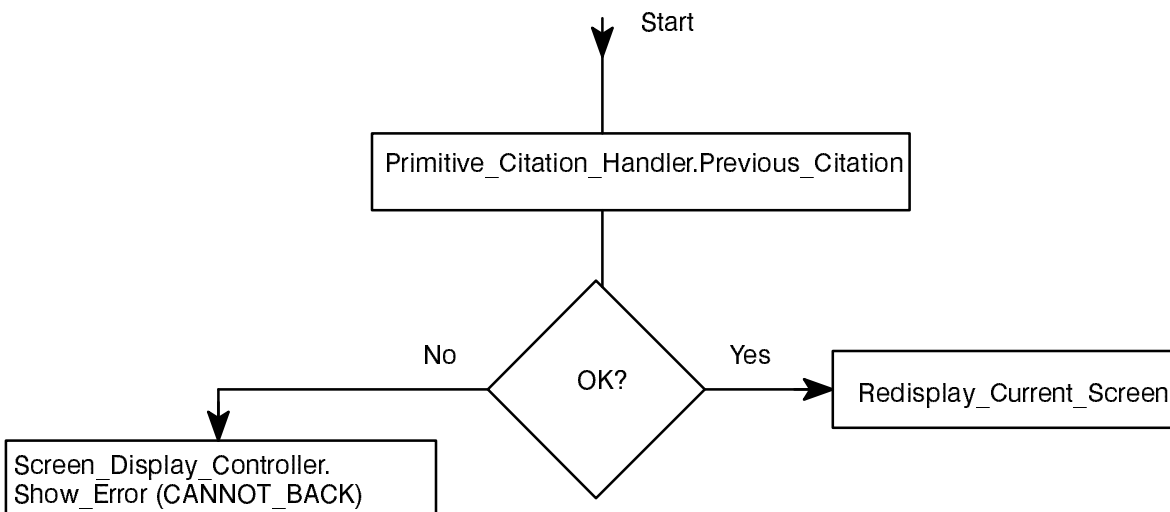 Start
Primitive_Citation_Handler.Previous_Citation
No
Yes
OK?
Redisplay_Current_Screen
Screen_Display_Controller.
Show_Error (CANNOT_BACK)